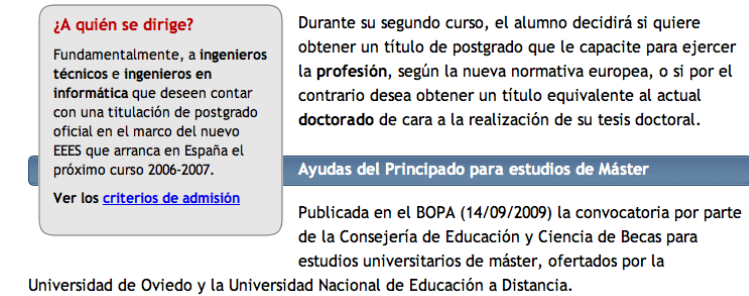 ¿A quién se dirige?
Fundamentalmente, a ingenieros
técnicos e ingenieros en
informática que deseen contar
con una titulación de postgrado
oficial en el marco del nuevo
EEES que arranca en España el
próximo curso 2006-2007.
Ver los criterios de admisión
Durante su segundo curso, el alumno decidirá si quiere
obtener un título de postgrado que le capacite para ejercer
la profesión, según la nueva normativa europea, o si por el
contrario desea obtener un título equivalente al actual
doctorado de cara a la realización de su tesis doctoral.
Ayudas del Principado para estudios de Máster
Publicada en el BOPA (14/09/2009) la convocatoria por parte
de la Consejería de Educación y Ciencia de Becas para
estudios universitarios de máster, ofertados por la
Universidad de Oviedo y la Universidad Nacional de Educación a Distancia.